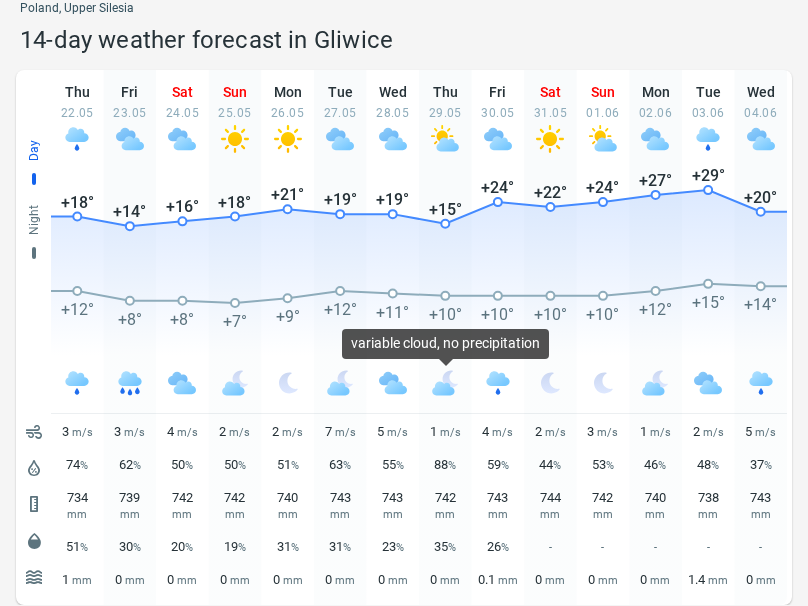 Poland, Upper Silesia
14-day weather forecast in Gliwice
Thu Fri Sat Sun Mon Tue Wed Thu Fri Sat Sun Mon Tue Wed
22.05 23.05 24.05 25.05 26.05 27.05 28.05 29.05 30.05 31.05 01.06 02.06 03.06 04.06
Day
Night
+18° +14° +16° +18° +21° +19° +19° +15° +24° +22° +24° +27° +29° +20°
+12° +8° +8° +7° +9° +12° +11° +10° +10° +10° +10° +12° +15° +14°
variable cloud, no precipitation
3 m/s 3 m/s 4 m/s 2 m/s 2 m/s 7 m/s 5 m/s 1 m/s 4 m/s 2 m/s 3 m/s 1 m/s 2 m/s 5 m/s
74% 62% 50% 50% 51% 63% 55% 88% 59% 44% 53% 46% 48% 37%
734 739 742 742 740 743 743 742 743 744 742 740 738 743
mm mm mm mm mm mm mm mm mm mm mm mm mm mm
51% 30% 20% 19% 31% 31% 23% 35% 26% - - - - -
1 mm 0 mm 0 mm 0 mm 0 mm 0 mm 0 mm 0 mm 0.1 mm 0 mm 0 mm 0 mm 1.4 mm 0 mm